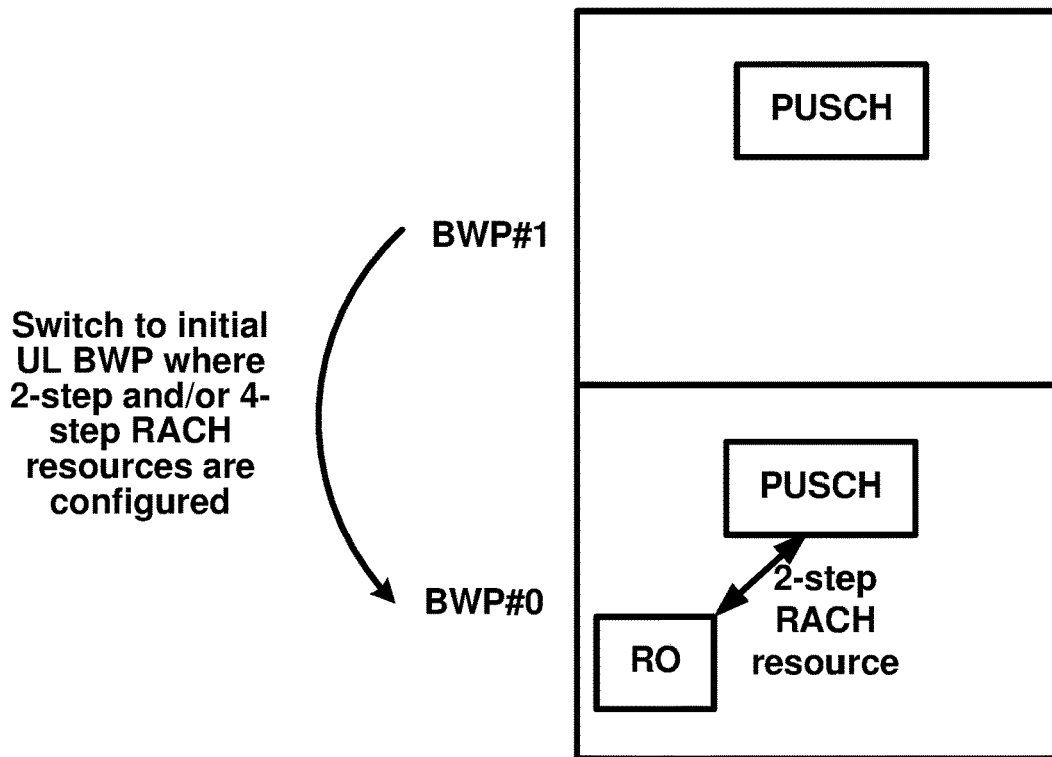 PUSCH
BWP#1
Switch to initial
UL BWP where
2-step and/or 4-
step RACH
resources are
configured
PUSCH
BWP#0
2-step
RACH
resource
RO